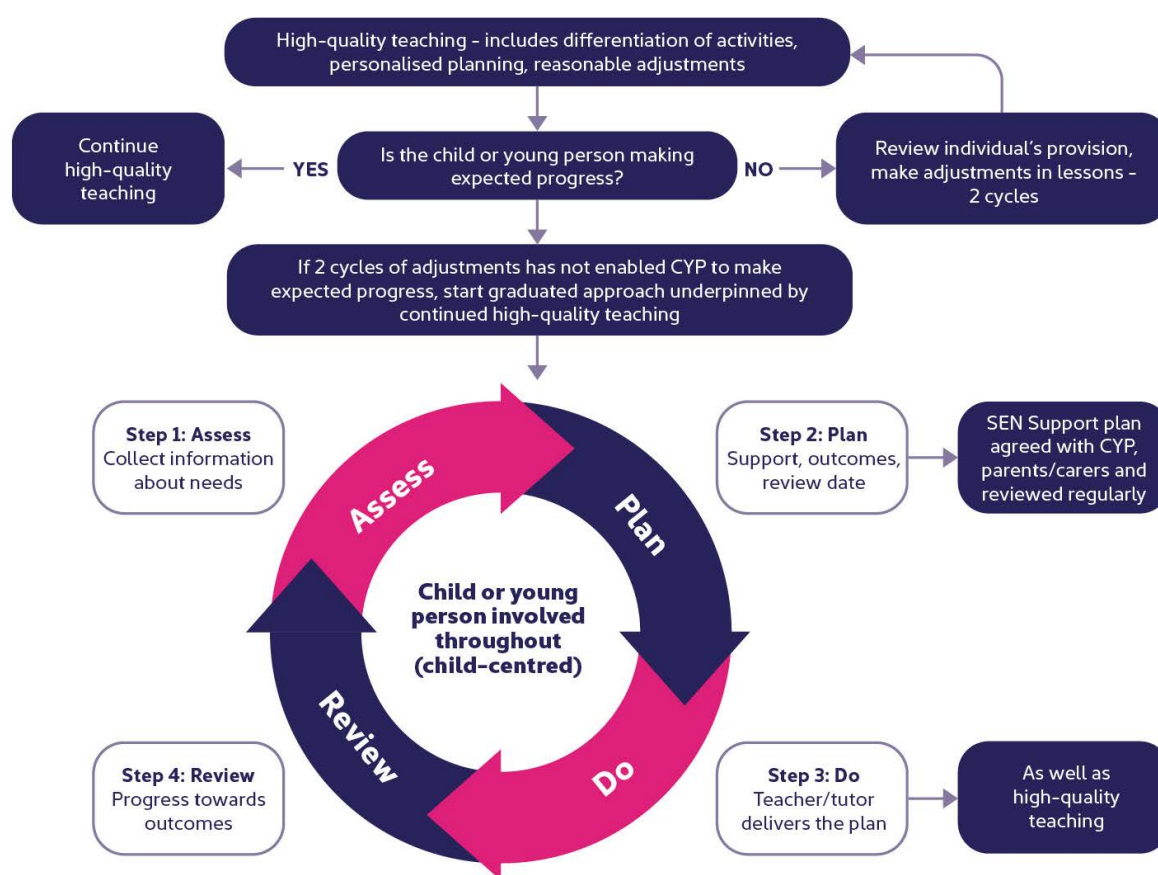 High-quality teaching - includes differentiation of activities,
personalised planning, reasonable adjustments
Continue
high-quality
teaching
YES
Is the child or young person making
expected progress?
NO
Review individual's provision,
make adjustments in lessons -
2 cycles
If 2 cycles of adjustments has not enabled CYP to make
expected progress, start graduated approach underpinned by
continued high-quality teaching
Step 1: Assess
Collect information
about needs
Assess
Plan
Step 2: Plan
Support, outcomes,
review date
SEN Support plan
agreed with CYP,
parents/carers and
reviewed regularly
Child or young
person involved
throughout
(child-centred)
Step 4: Review
Progress towards
outcomes
Review
Do
Step 3: Do
Teacher/tutor
delivers the plan
As well as
high-quality
teaching